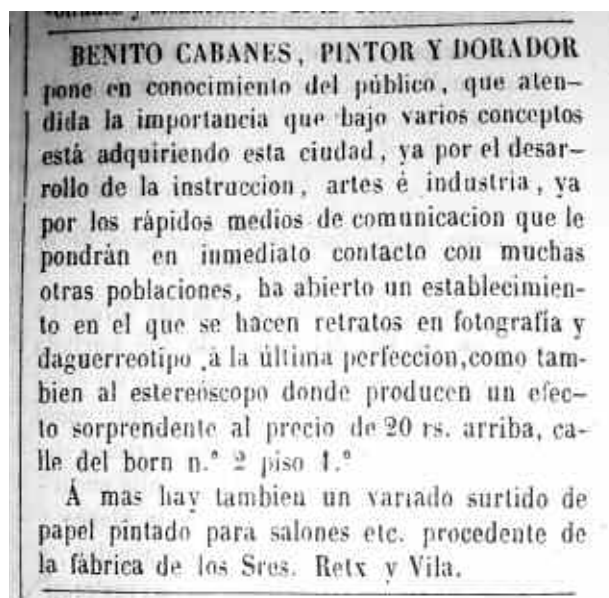 BENITO CABANES, PINTOR Y DORADOR
pone en conocimiento del público, que aten-
dida la importancia que bajo varios conceptos
está adquiriendo esta ciudad, ya por el desar-
rollo de la instruccion, artes é industria, ya
por los rápidos medios de comunicacion que le
pondrán en inmediato contacto con muchas
otras poblaciones, ha abierto un establecimien-
to en el que se hacen retratos en fotografía y
daguerreotipo á la última perfeccion, como tam-
bien al estereóscopo donde producen un efec-
to sorprendente al precio de 20 rs. arriba, ca-
lle del born n.º 2 piso 1.º
Á mas hay tambien un variado surtido de
papel pintado para salones etc. procedente de
la fábrica de los Sres. Retx y Vila.